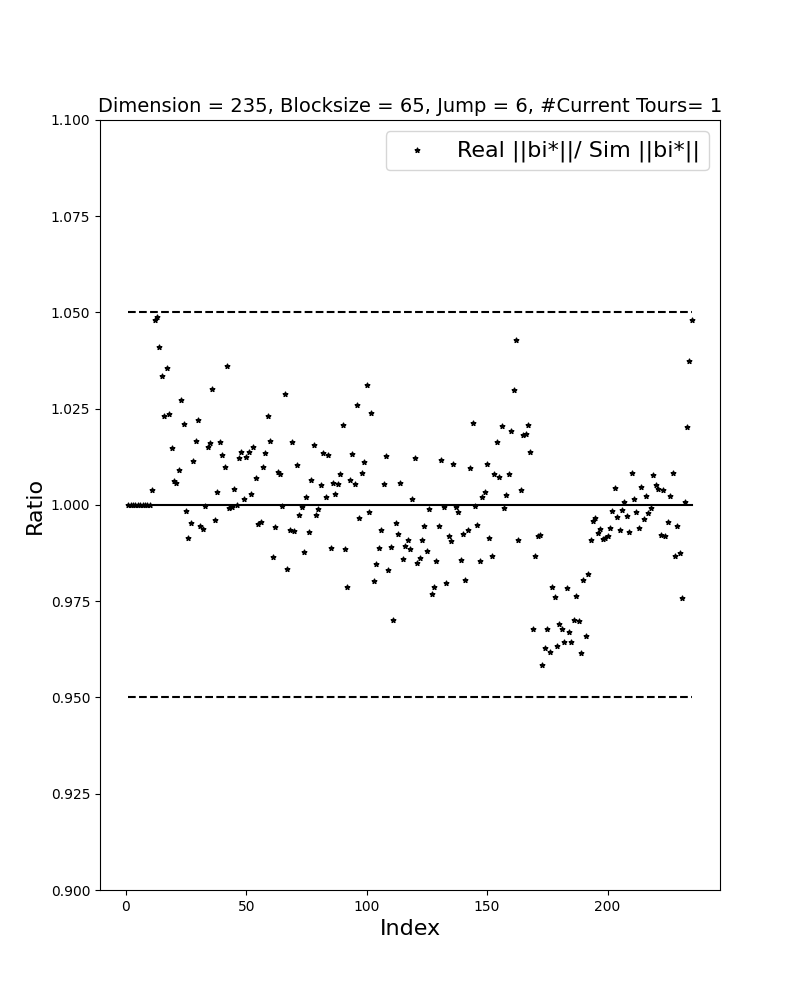 Dimension = 235, Blocksize = 65, Jump = 6, #Current Tours= 1
Real ||bi*||/ Sim ||bi*||
1.100
1.075
1.050
1.025
1.000
0.975
0.950
0.925
0.900
Ratio
0 50 100 150 200
Index